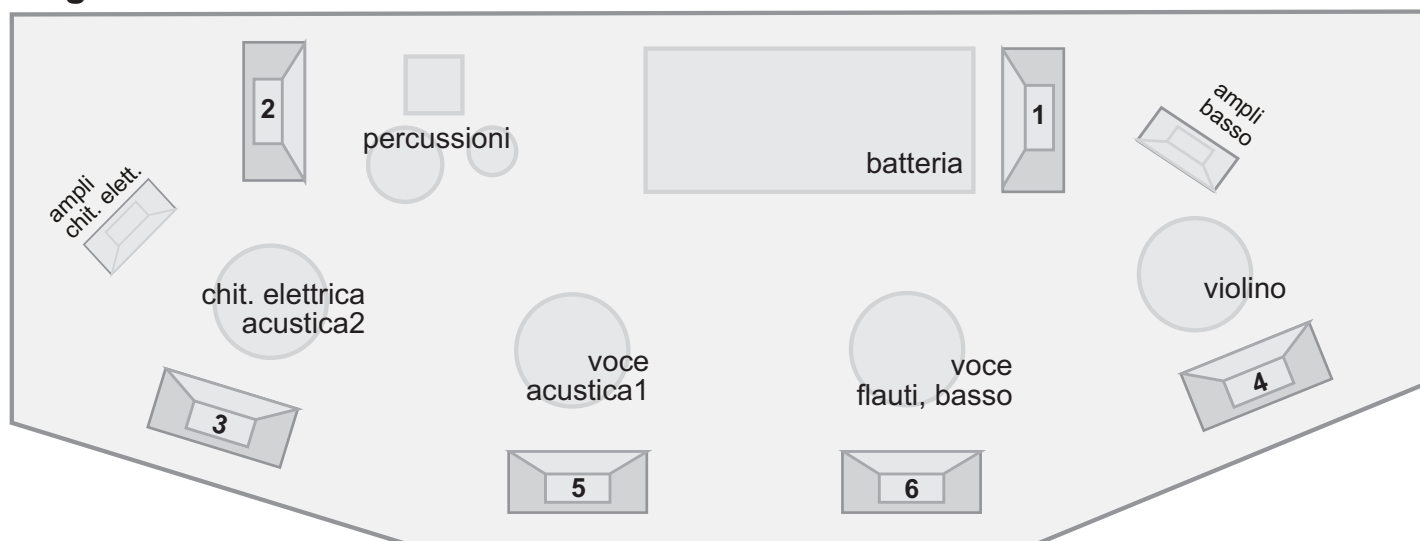 2
percussioni
batteria
1
ampli
basso
ampli
chit. elett.
chit. elettrica
acustica2
voce
acustica1
voce
flauti, basso
violino
3
4
5
6